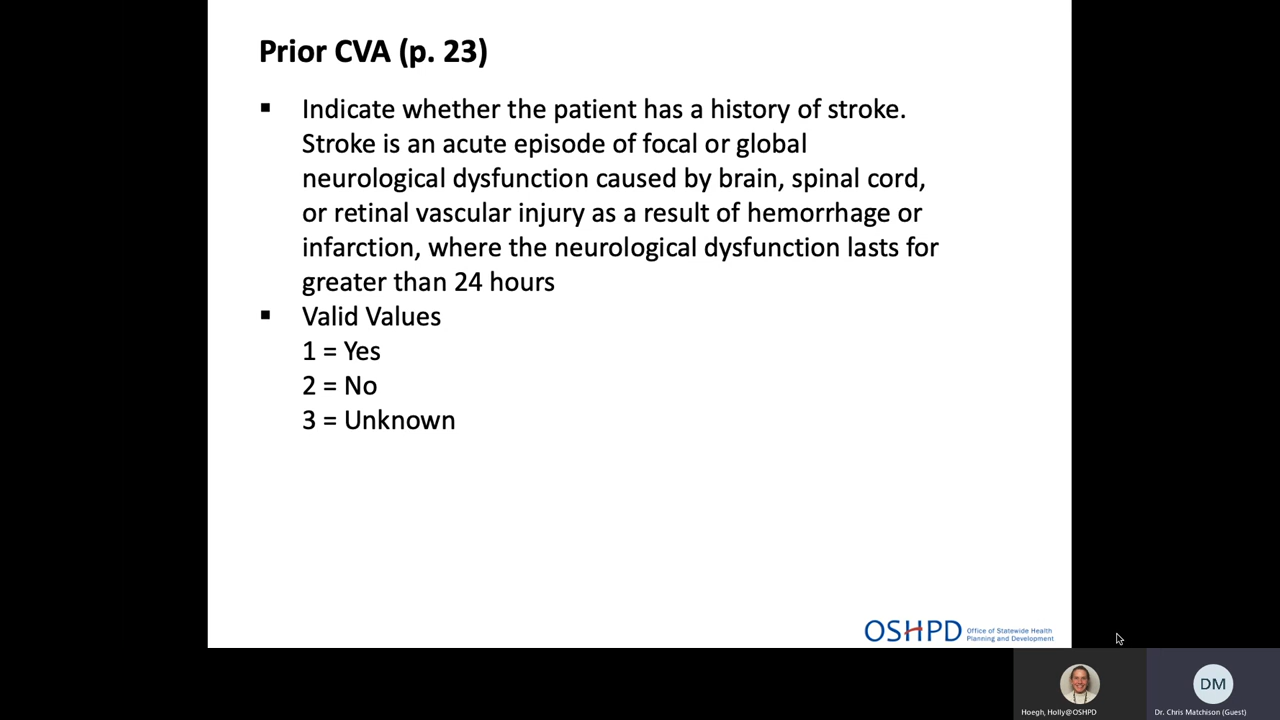 Prior CVA (p. 23)
▪ Indicate whether the patient has a history of stroke.
Stroke is an acute episode of focal or global
neurological dysfunction caused by brain, spinal cord,
or retinal vascular injury as a result of hemorrhage or
infarction, where the neurological dysfunction lasts for
greater than 24 hours
▪ Valid Values
1 = Yes
2 = No
3 = Unknown
OSHPD Office of Statewide Health
Planning and Development
DM
Hoegh, Holly@OSHPD
Dr. Chris Matchison (Guest)